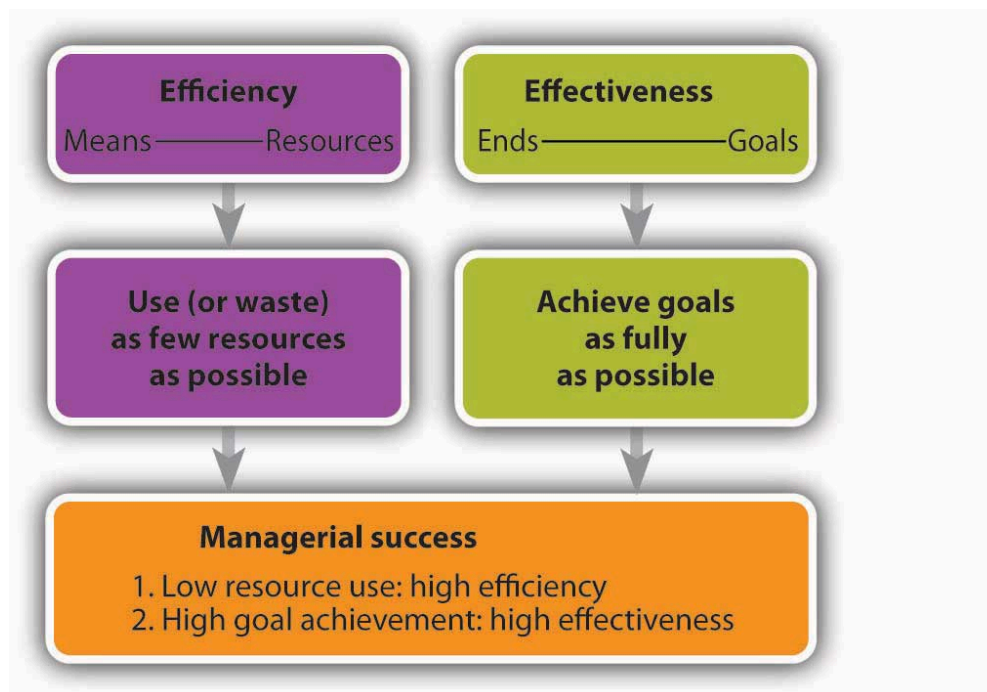 Efficiency
Means Resources
Effectiveness
Ends Goals
Use (or waste)
as few resources
as possible
Achieve goals
as fully
as possible
Managerial success
1. Low resource use: high efficiency
2. High goal achievement: high effectiveness